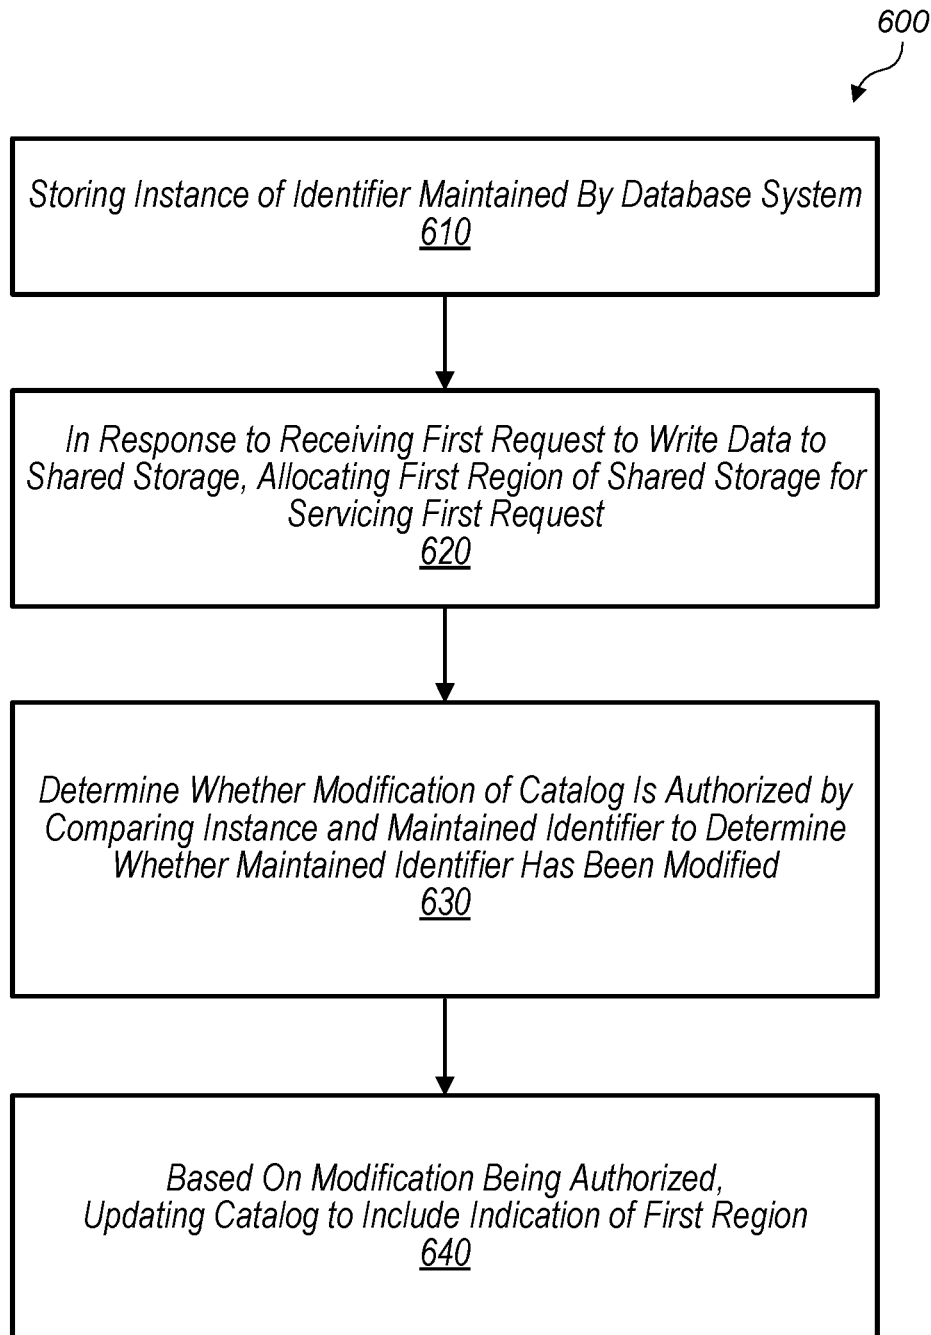 600
Storing Instance of Identifier Maintained By Database System
610
In Response to Receiving First Request to Write Data to
Shared Storage, Allocating First Region of Shared Storage for
Servicing First Request
620
Determine Whether Modification of Catalog Is Authorized by
Comparing Instance and Maintained Identifier to Determine
Whether Maintained Identifier Has Been Modified
630
Based On Modification Being Authorized,
Updating Catalog to Include Indication of First Region
640